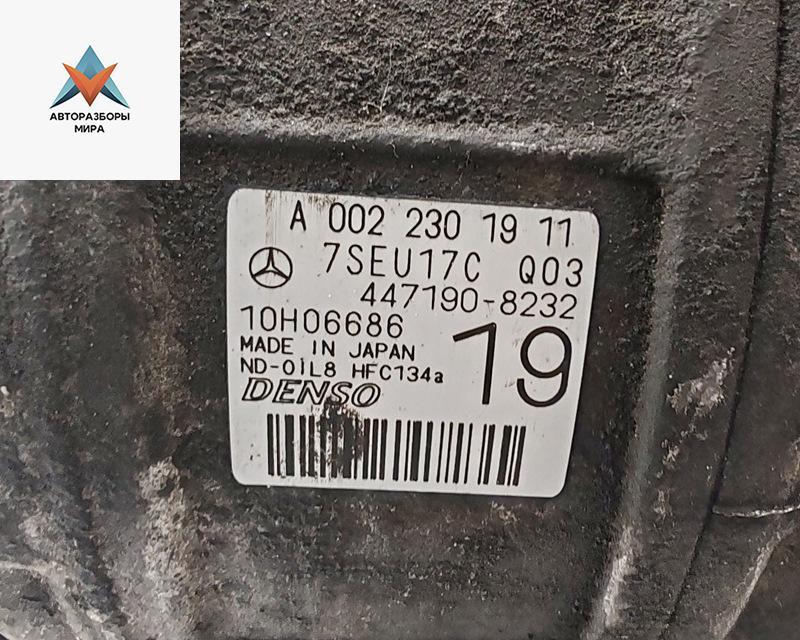 АВТОРАЗБОРЫ
МИРА
A 002 230 19 11
7SEU17C Q03
447190-8232
10H06686
19
MADE IN JAPAN
ND-OIL8 HFC134a
DENSO